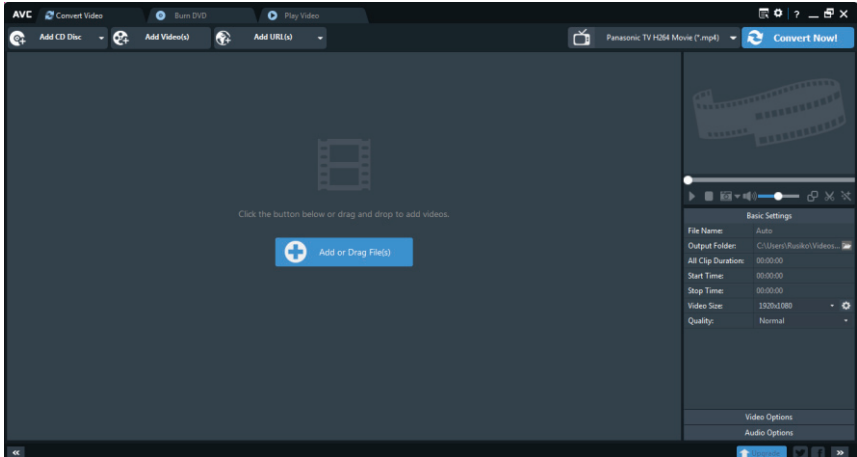 AVC Convert Video Burn DVD Play Video ?
Add CD Disc Add Video(s) Add URL(s) Panasonic TV H264 Movie (*.mp4) Convert Now!
Click the button below or drag and drop to add videos.
Add or Drag File(s)
Basic Settings
File Name: Auto
Output Folder: C:\Users\Rusiko\Videos...
All Clip Duration: 00:00:00
Start Time: 00:00:00
Stop Time: 00:00:00
Video Size: 1920x1080
Quality: Normal
Video Options
Audio Options
Upgrade